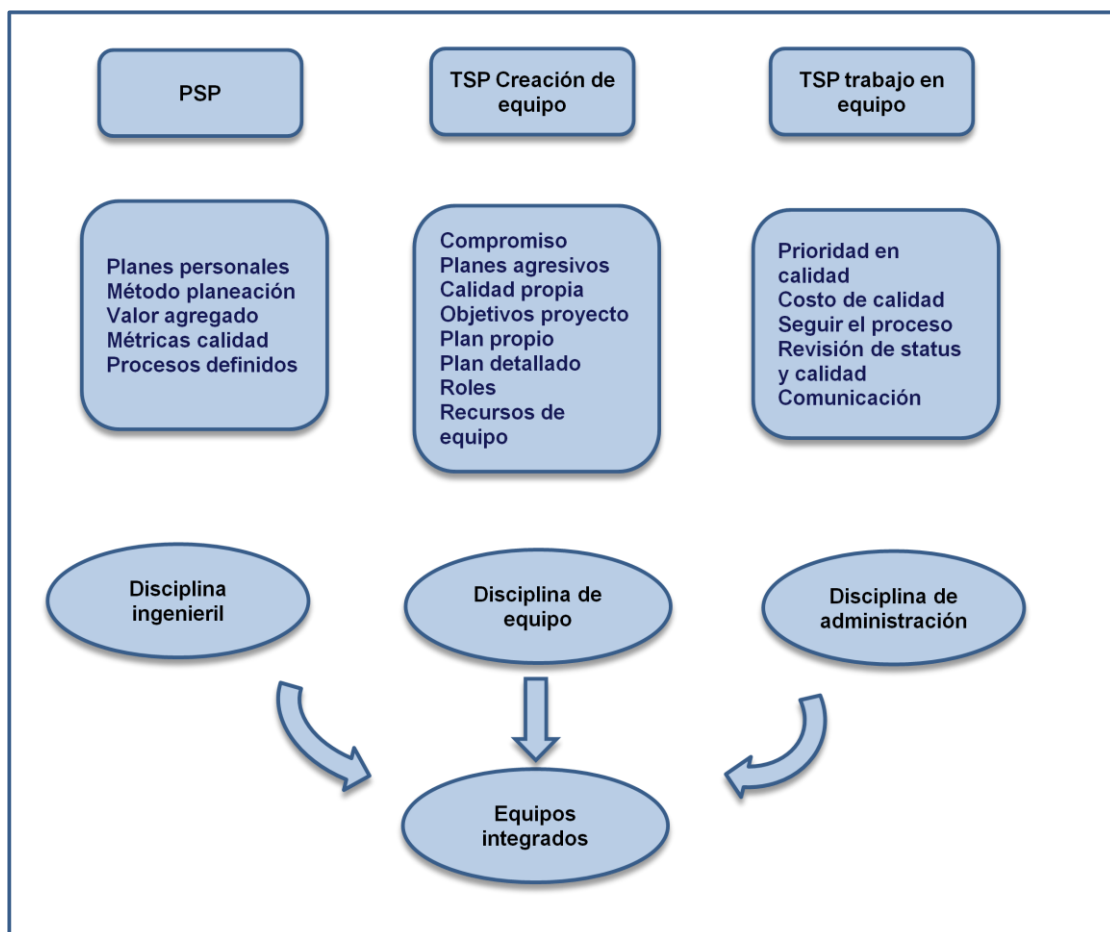 PSP
TSP Creación de
equipo
TSP trabajo en
equipo
Planes personales
Método planeación
Valor agregado
Métricas calidad
Procesos definidos
Compromiso
Planes agresivos
Calidad propia
Objetivos proyecto
Plan propio
Plan detallado
Roles
Recursos de
equipo
Prioridad en
calidad
Costo de calidad
Seguir el proceso
Revisión de status
y calidad
Comunicación
Disciplina
ingenieril
Disciplina de
equipo
Disciplina de
administración
Equipos
integrados